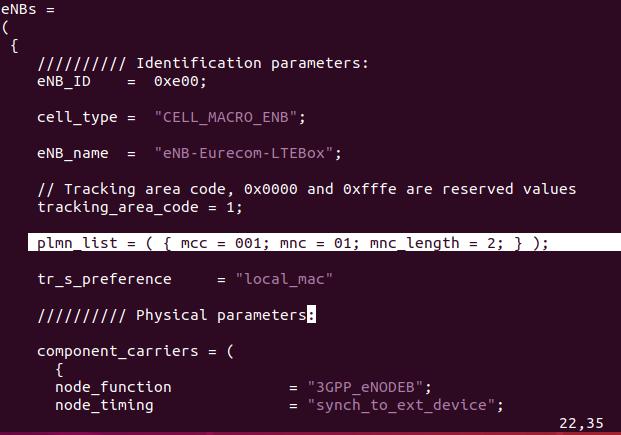 eNBs =
(
 {
    ////////// Identification parameters:
    eNB_ID    =  0xe00;
    cell_type =  "CELL_MACRO_ENB";
    eNB_name  =  "eNB-Eurecom-LTEBox";
    // Tracking area code, 0x0000 and 0xfffe are reserved values
    tracking_area_code = 1;
    plmn_list = ( { mcc = 001; mnc = 01; mnc_length = 2; } );
    tr_s_preference     = "local_mac"
    ////////// Physical parameters:
    component_carriers = (
      {
      node_function             = "3GPP_eNODEB";
      node_timing               = "synch_to_ext_device";
22,35